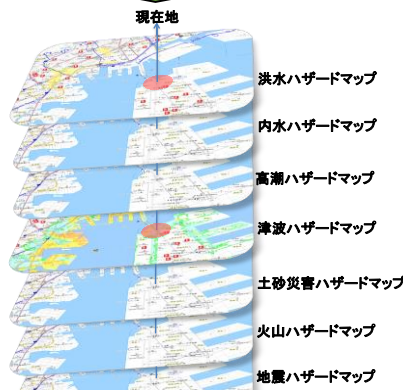 現在地
洪水ハザードマップ
内水ハザードマップ
高潮ハザードマップ
津波ハザードマップ
土砂災害ハザードマップ
火山ハザードマップ
地震ハザードマップ